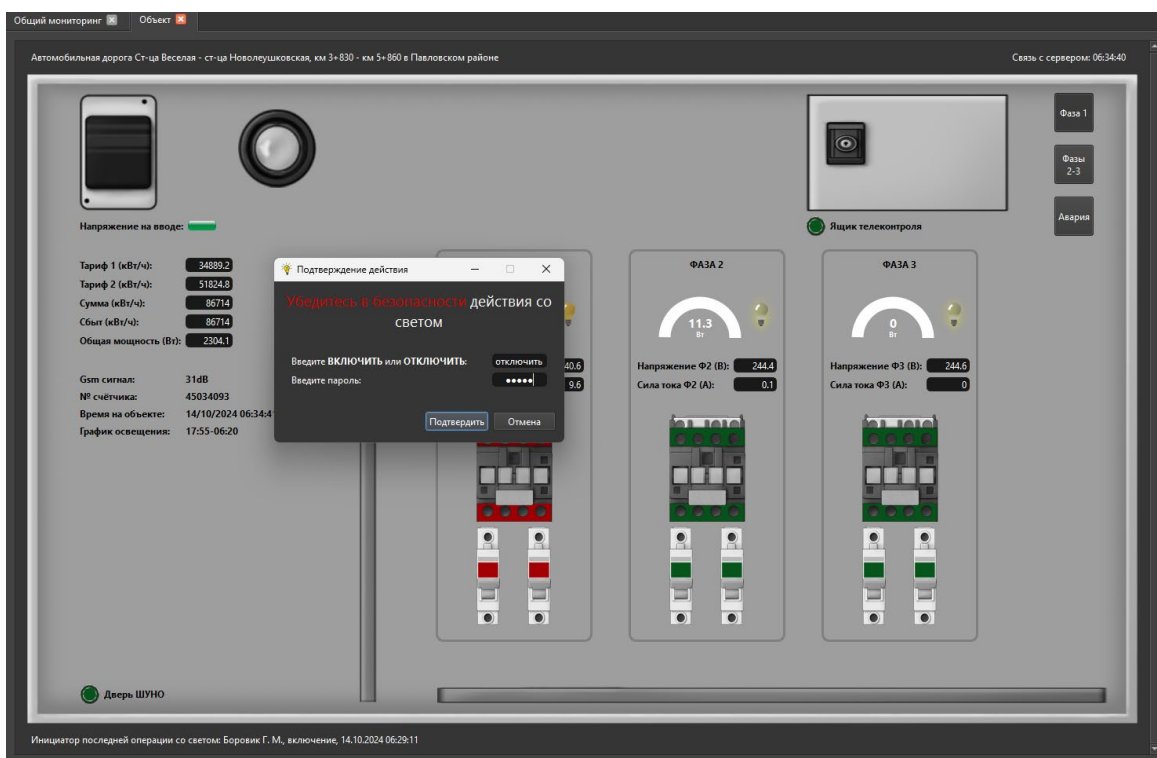 Общий мониторинг
Объект
Автомобильная дорога Ст-ца Веселая - ст-ца Новолеушковская, км 3+830 - км 5+860 в Павловском районе
Связь с сервером: 06:34:40
Фаза 1
Фазы
2-3
Авария
Напряжение на вводе:
Ящик телеконтроля
Тариф 1 (кВт/ч): 34889.2
Тариф 2 (кВт/ч): 51824.8
Сумма (кВт/ч): 86714
Сбыт (кВт/ч): 86714
Общая мощность (Вт): 2304.1
Gsm сигнал: 31dB
№ счётчика: 45034093
Время на объекте: 14/10/2024 06:34:4
График освещения: 17:55-06:20
Подтверждение действия
Убедитесь в безопасности действия со
светом
Введите ВКЛЮЧИТЬ или ОТКЛЮЧИТЬ: отключить
Введите пароль: •••••
Подтвердить Отмена
40.6
9.6
ФАЗА 2
11.3
Вт
Напряжение Ф2 (В): 244.4
Сила тока Ф2 (А): 0.1
ФАЗА 3
0
Вт
Напряжение Ф3 (В): 244.6
Сила тока Ф3 (А): 0
Дверь ШУНО
Инициатор последней операции со светом: Боровик Г. М., включение, 14.10.2024 06:29:11